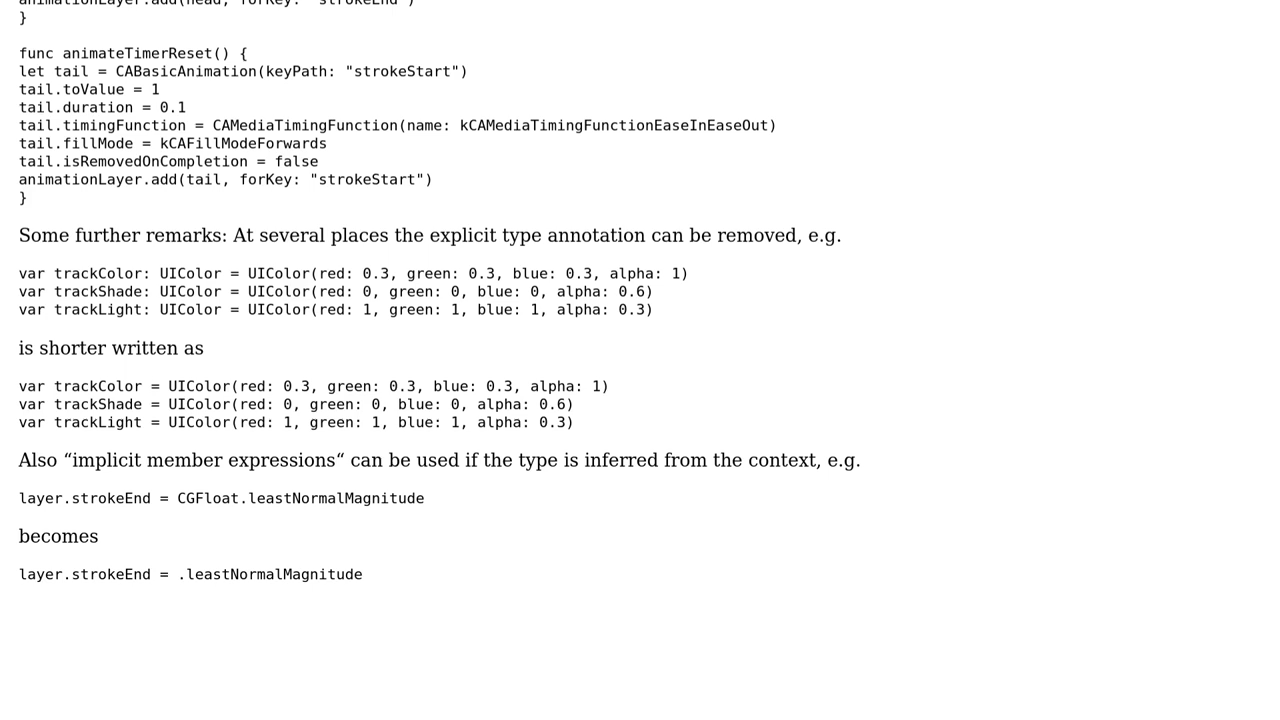 animationLayer.add(head, forKey: "strokeEnd")
}
func animateTimerReset() {
let tail = CABasicAnimation(keyPath: "strokeStart")
tail.toValue = 1
tail.duration = 0.1
tail.timingFunction = CAMediaTimingFunction(name: kCAMediaTimingFunctionEaseInEaseOut)
tail.fillMode = kCAFillModeForwards
tail.isRemovedOnCompletion = false
animationLayer.add(tail, forKey: "strokeStart")
}
Some further remarks: At several places the explicit type annotation can be removed, e.g.
var trackColor: UIColor = UIColor(red: 0.3, green: 0.3, blue: 0.3, alpha: 1)
var trackShade: UIColor = UIColor(red: 0, green: 0, blue: 0, alpha: 0.6)
var trackLight: UIColor = UIColor(red: 1, green: 1, blue: 1, alpha: 0.3)
is shorter written as
var trackColor = UIColor(red: 0.3, green: 0.3, blue: 0.3, alpha: 1)
var trackShade = UIColor(red: 0, green: 0, blue: 0, alpha: 0.6)
var trackLight = UIColor(red: 1, green: 1, blue: 1, alpha: 0.3)
Also “implicit member expressions“ can be used if the type is inferred from the context, e.g.
layer.strokeEnd = CGFloat.leastNormalMagnitude
becomes
layer.strokeEnd = .leastNormalMagnitude